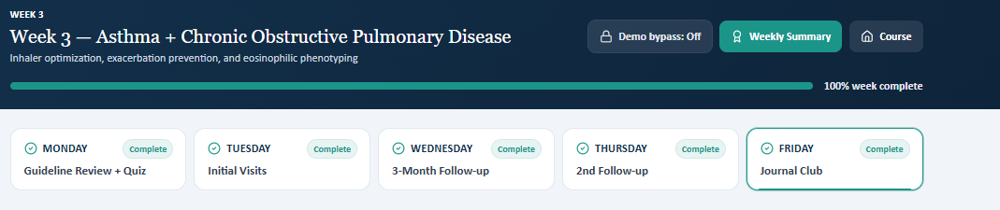 WEEK 3
Week 3 — Asthma + Chronic Obstructive Pulmonary Disease
Inhaler optimization, exacerbation prevention, and eosinophilic phenotyping
Demo bypass: Off
Weekly Summary
Course
100% week complete
MONDAY
Complete
Guideline Review + Quiz
TUESDAY
Complete
Initial Visits
WEDNESDAY
Complete
3-Month Follow-up
THURSDAY
Complete
2nd Follow-up
FRIDAY
Complete
Journal Club